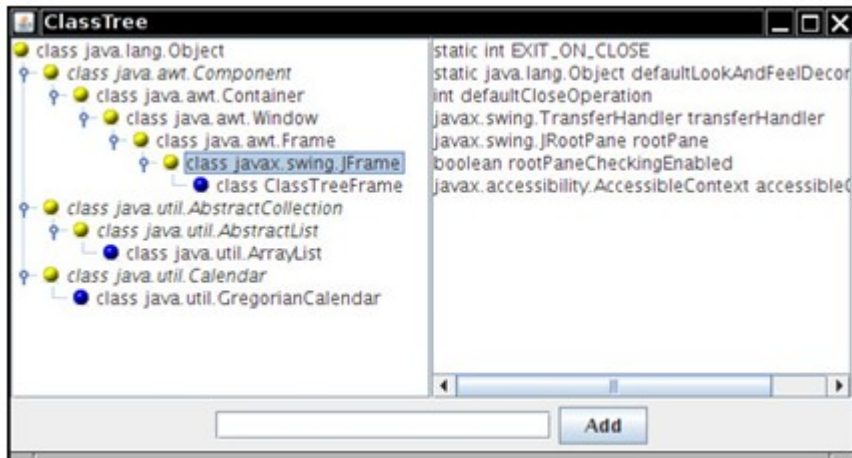 ClassTree
class java.lang.Object
class java.awt.Component
class java.awt.Container
class java.awt.Window
class java.awt.Frame
class javax.swing.JFrame
class ClassTreeFrame
class java.util.AbstractCollection
class java.util.AbstractList
class java.util.ArrayList
class java.util.Calendar
class java.util.GregorianCalendar
static int EXIT_ON_CLOSE
static java.lang.Object defaultLookAndFeelDecor
int defaultCloseOperation
javax.swing.TransferHandler transferHandler
javax.swing.JRootPane rootPane
boolean rootPaneCheckingEnabled
javax.accessibility.AccessibleContext accessibleC
Add